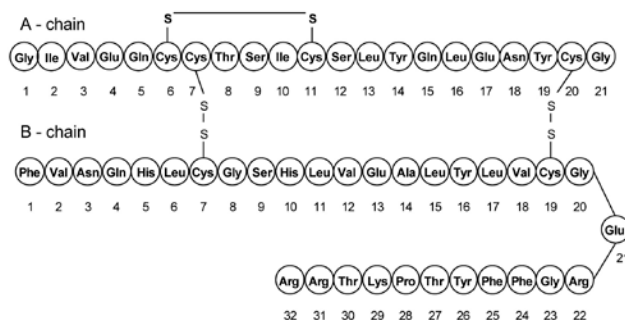 S S
A - chain
Gly Ile Val Glu Gln Cys Cys Thr Ser Ile Cys Ser Leu Tyr Gln Leu Glu Asn Tyr Cys Gly
1 2 3 4 5 6 7 8 9 10 11 12 13 14 15 16 17 18 19 20 21
S S
S S
B - chain
Phe Val Asn Gln His Leu Cys Gly Ser His Leu Val Glu Ala Leu Tyr Leu Val Cys Gly
1 2 3 4 5 6 7 8 9 10 11 12 13 14 15 16 17 18 19 20
Glu
21
Arg Arg Thr Lys Pro Thr Tyr Phe Phe Gly Arg
32 31 30 29 28 27 26 25 24 23 22